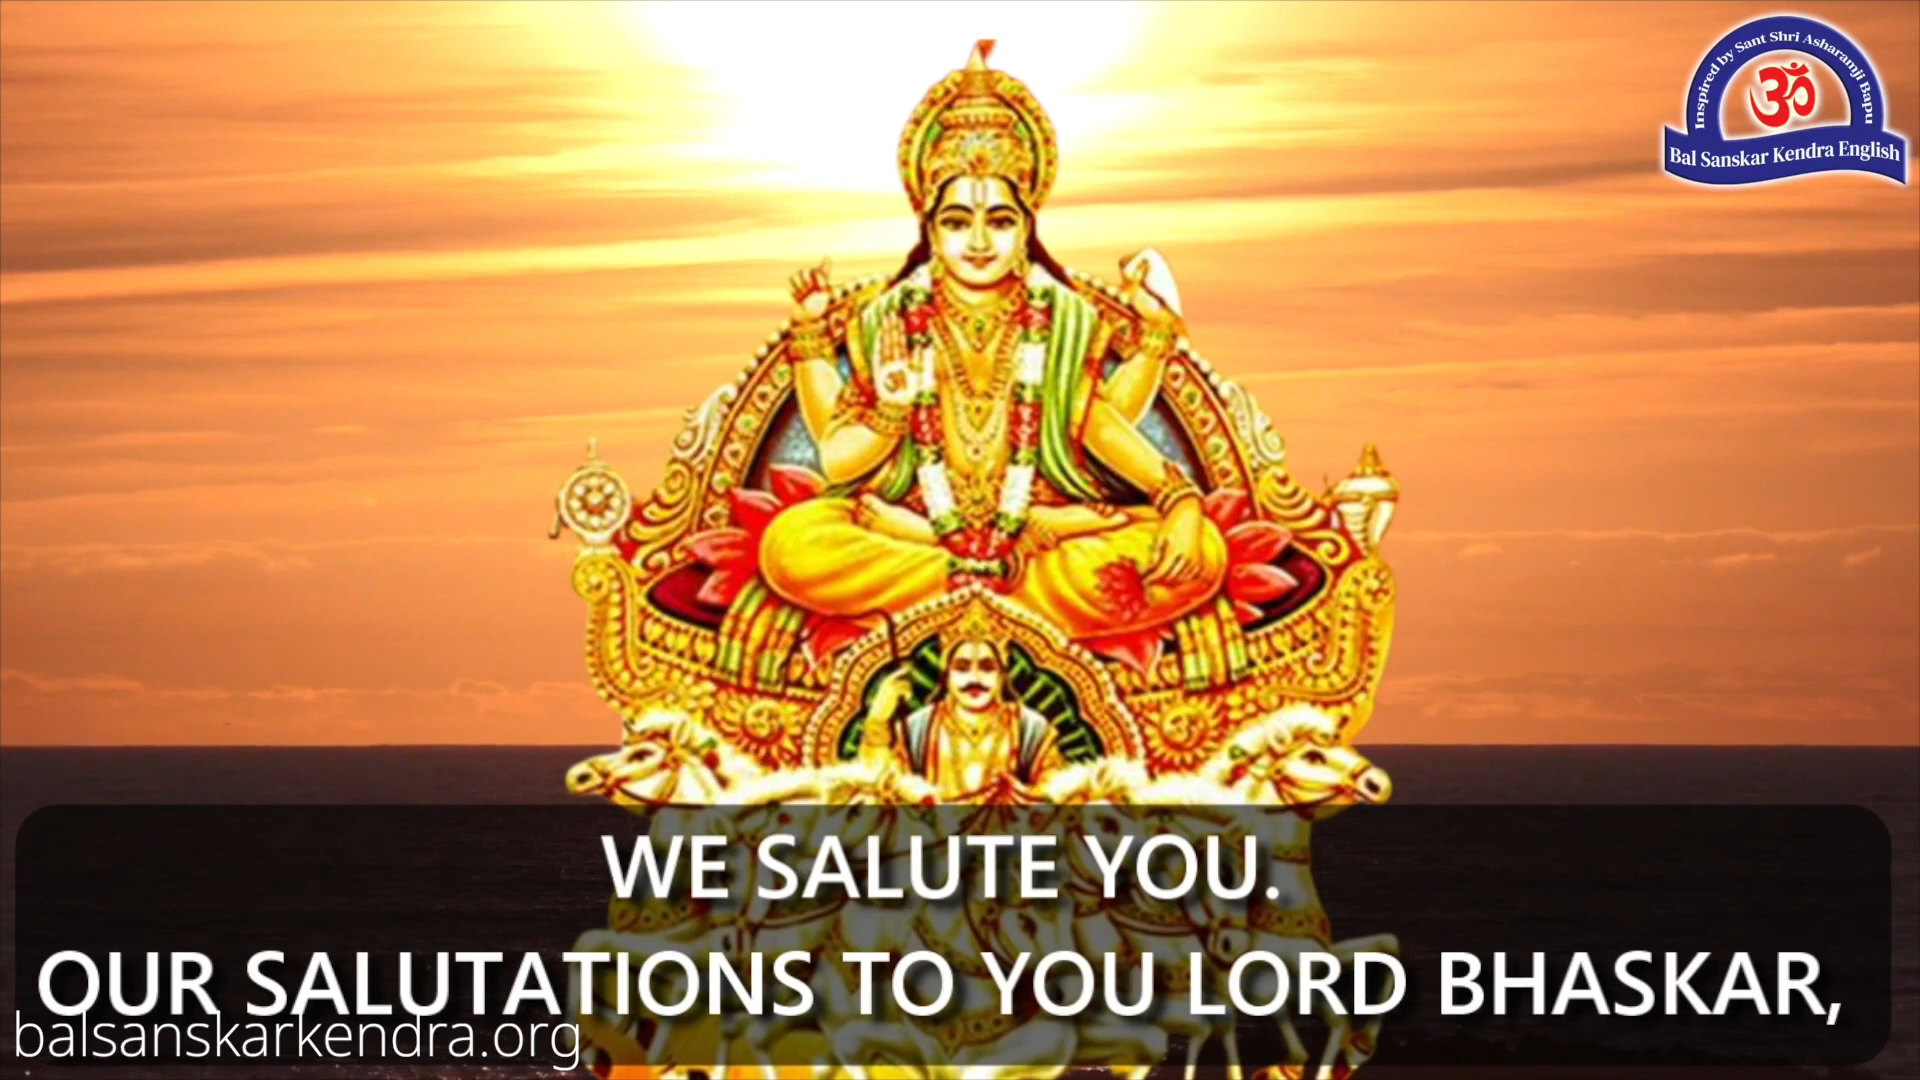 Inspired by Sant Shri Asharamji Bapu
ॐ
Bal Sanskar Kendra English
WE SALUTE YOU.
OUR SALUTATIONS TO YOU LORD BHASKAR,
balsanskarkendra.org